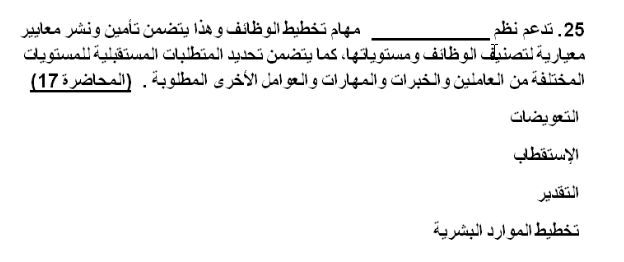 25. تدعم نظم ____________ مهام تخطيط الوظائف و هذا يتضمن تأمين ونشر معايير
معيارية لتصنيف الوظائف ومستوياتها، كما يتضمن تحديد المتطلبات المستقبلية للمستويات
المختلفة من العاملين والخبرات والمهارات والعوامل الأخرى المطلوبة . (المحاضرة 17)
التعويضات
الإستقطاب
التقدير
تخطيط الموارد البشرية